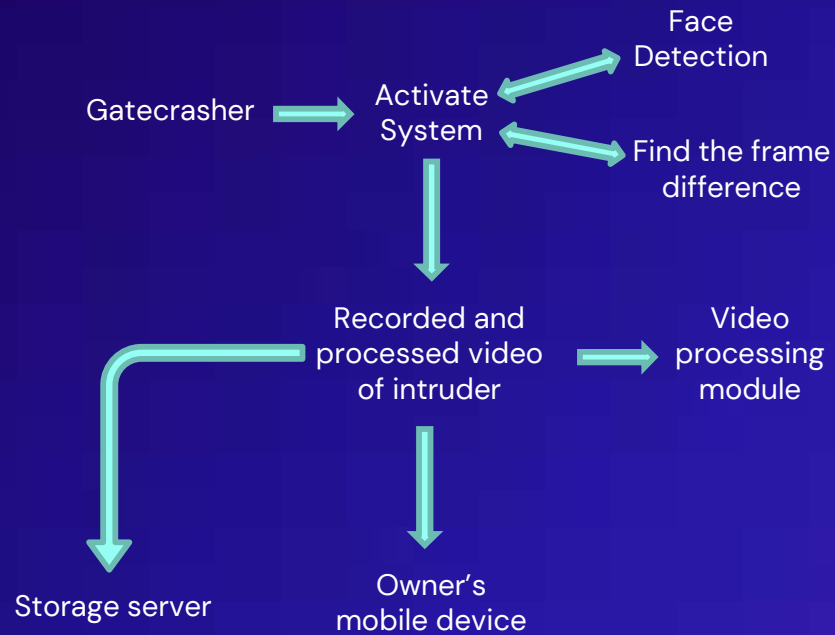 Face
Detection
Gatecrasher
Activate
System
Find the frame
difference
Recorded and
processed video
of intruder
Video
processing
module
Storage server
Owner’s
mobile device